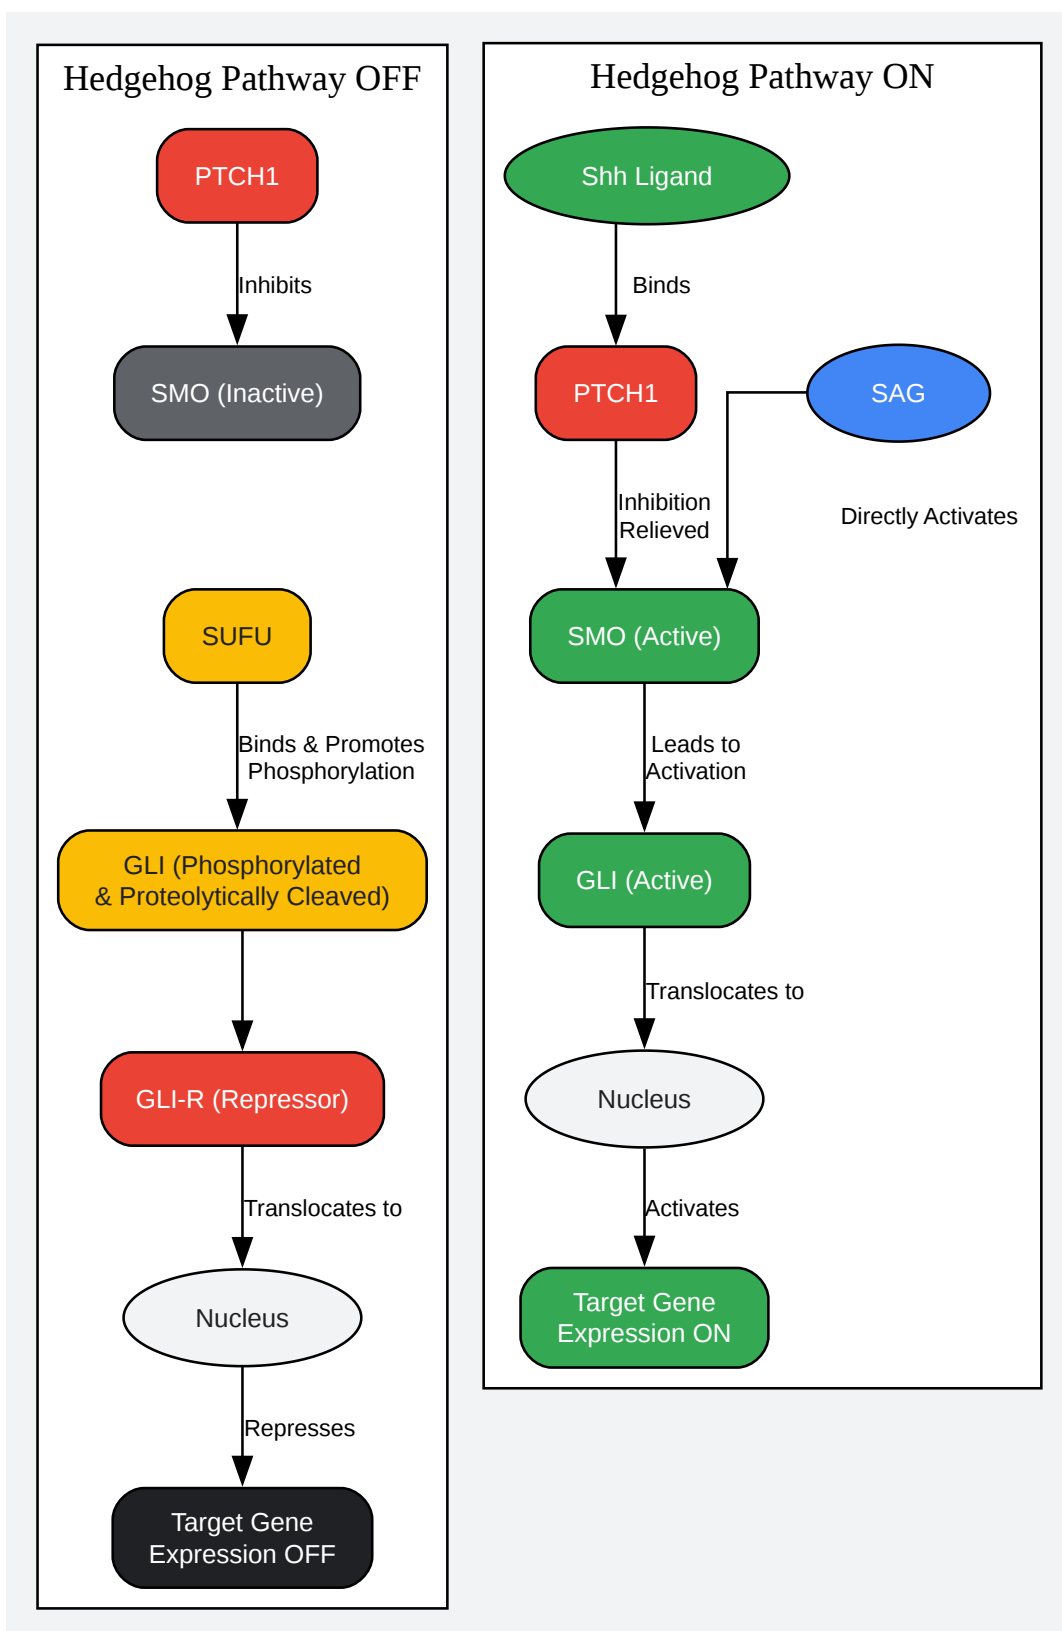 Hedgehog Pathway OFF
PTCH1
Inhibits
SMO (Inactive)
SUFU
Binds & Promotes
Phosphorylation
GLI (Phosphorylated
& Proteolytically Cleaved)
GLI-R (Repressor)
Translocates to
Nucleus
Represses
Target Gene
Expression OFF
Hedgehog Pathway ON
Shh Ligand
Binds
PTCH1
SAG
Inhibition
Relieved
Directly Activates
SMO (Active)
Leads to
Activation
GLI (Active)
Translocates to
Nucleus
Activates
Target Gene
Expression ON